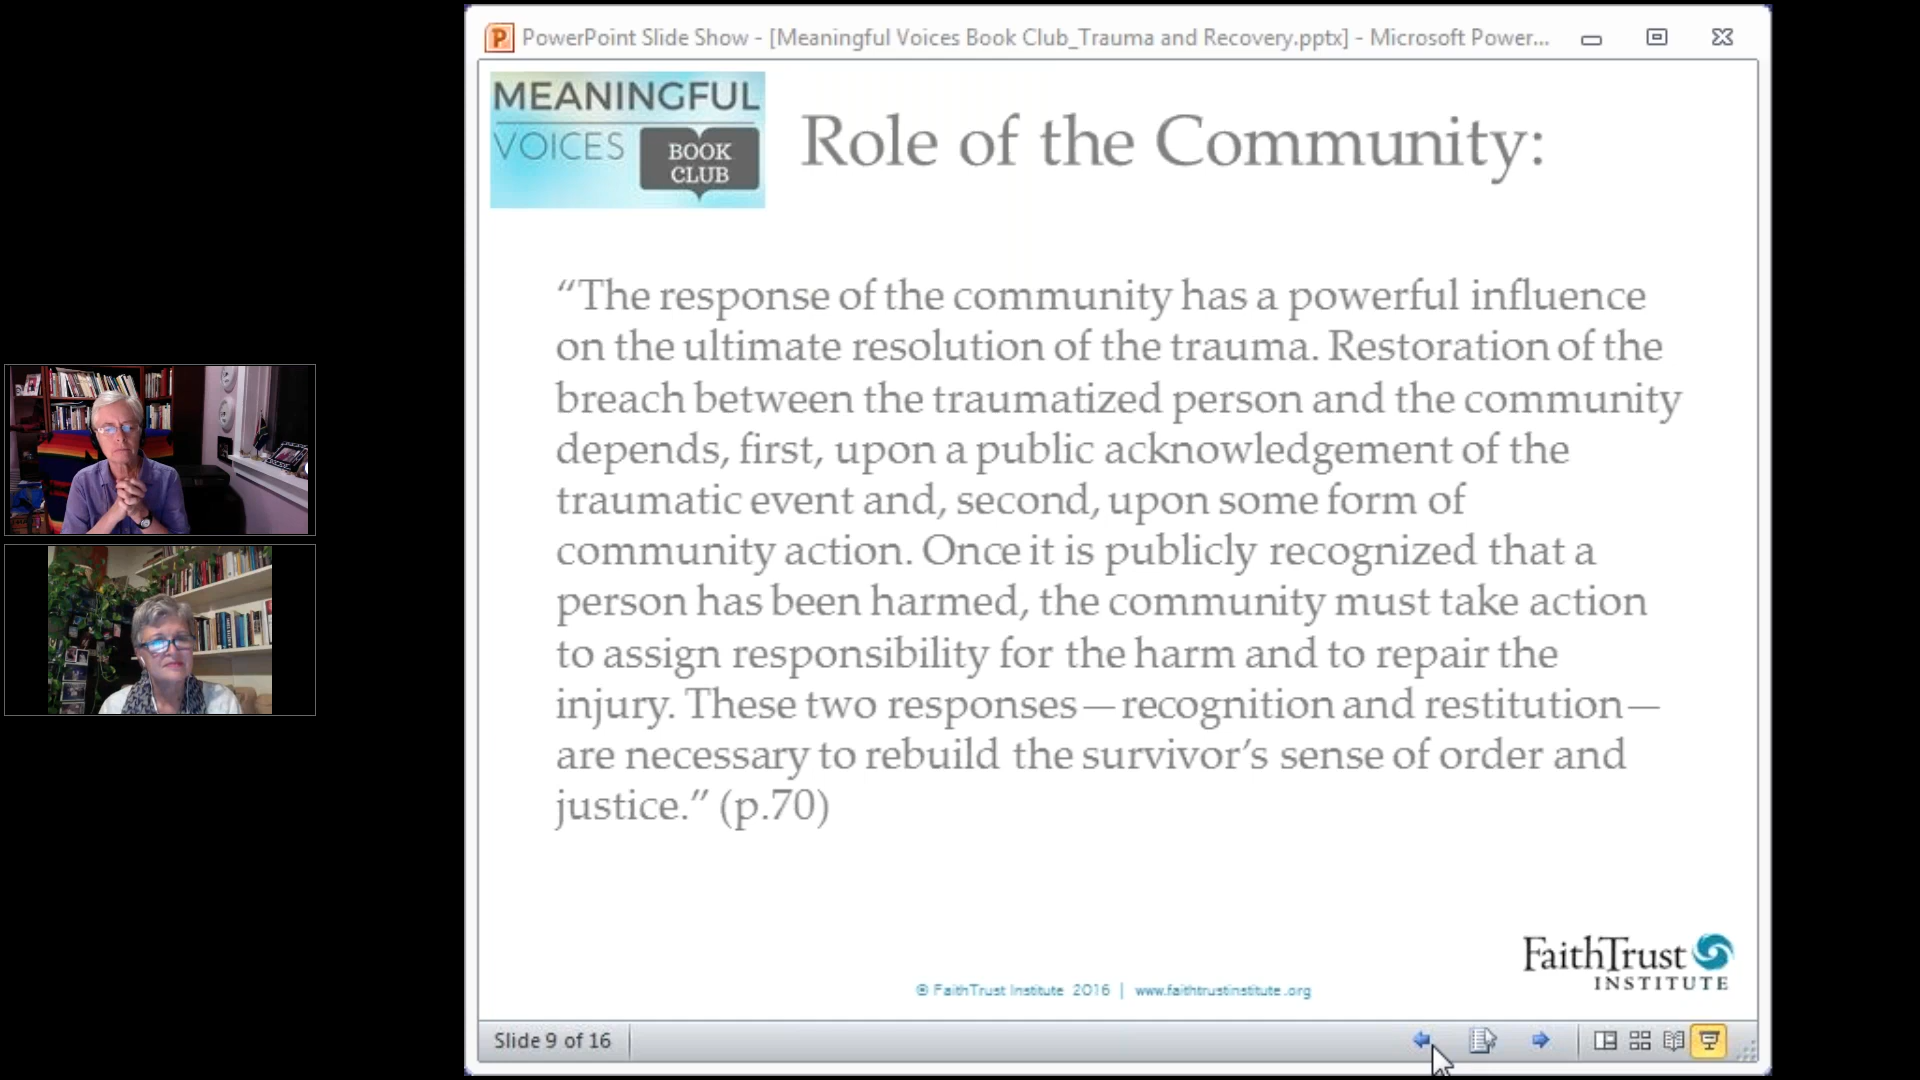 PowerPoint Slide Show - [Meaningful Voices Book Club_Trauma and Recovery.pptx] - Microsoft Power...
MEANINGFUL
VOICES
BOOK
CLUB
Role of the Community:
“The response of the community has a powerful influence
on the ultimate resolution of the trauma. Restoration of the
breach between the traumatized person and the community
depends, first, upon a public acknowledgement of the
traumatic event and, second, upon some form of
community action. Once it is publicly recognized that a
person has been harmed, the community must take action
to assign responsibility for the harm and to repair the
injury. These two responses—recognition and restitution—
are necessary to rebuild the survivor’s sense of order and
justice.” (p.70)
FaithTrust
INSTITUTE
© FaithTrust Institute 2016 | www.faithtrustinstitute.org
Slide 9 of 16